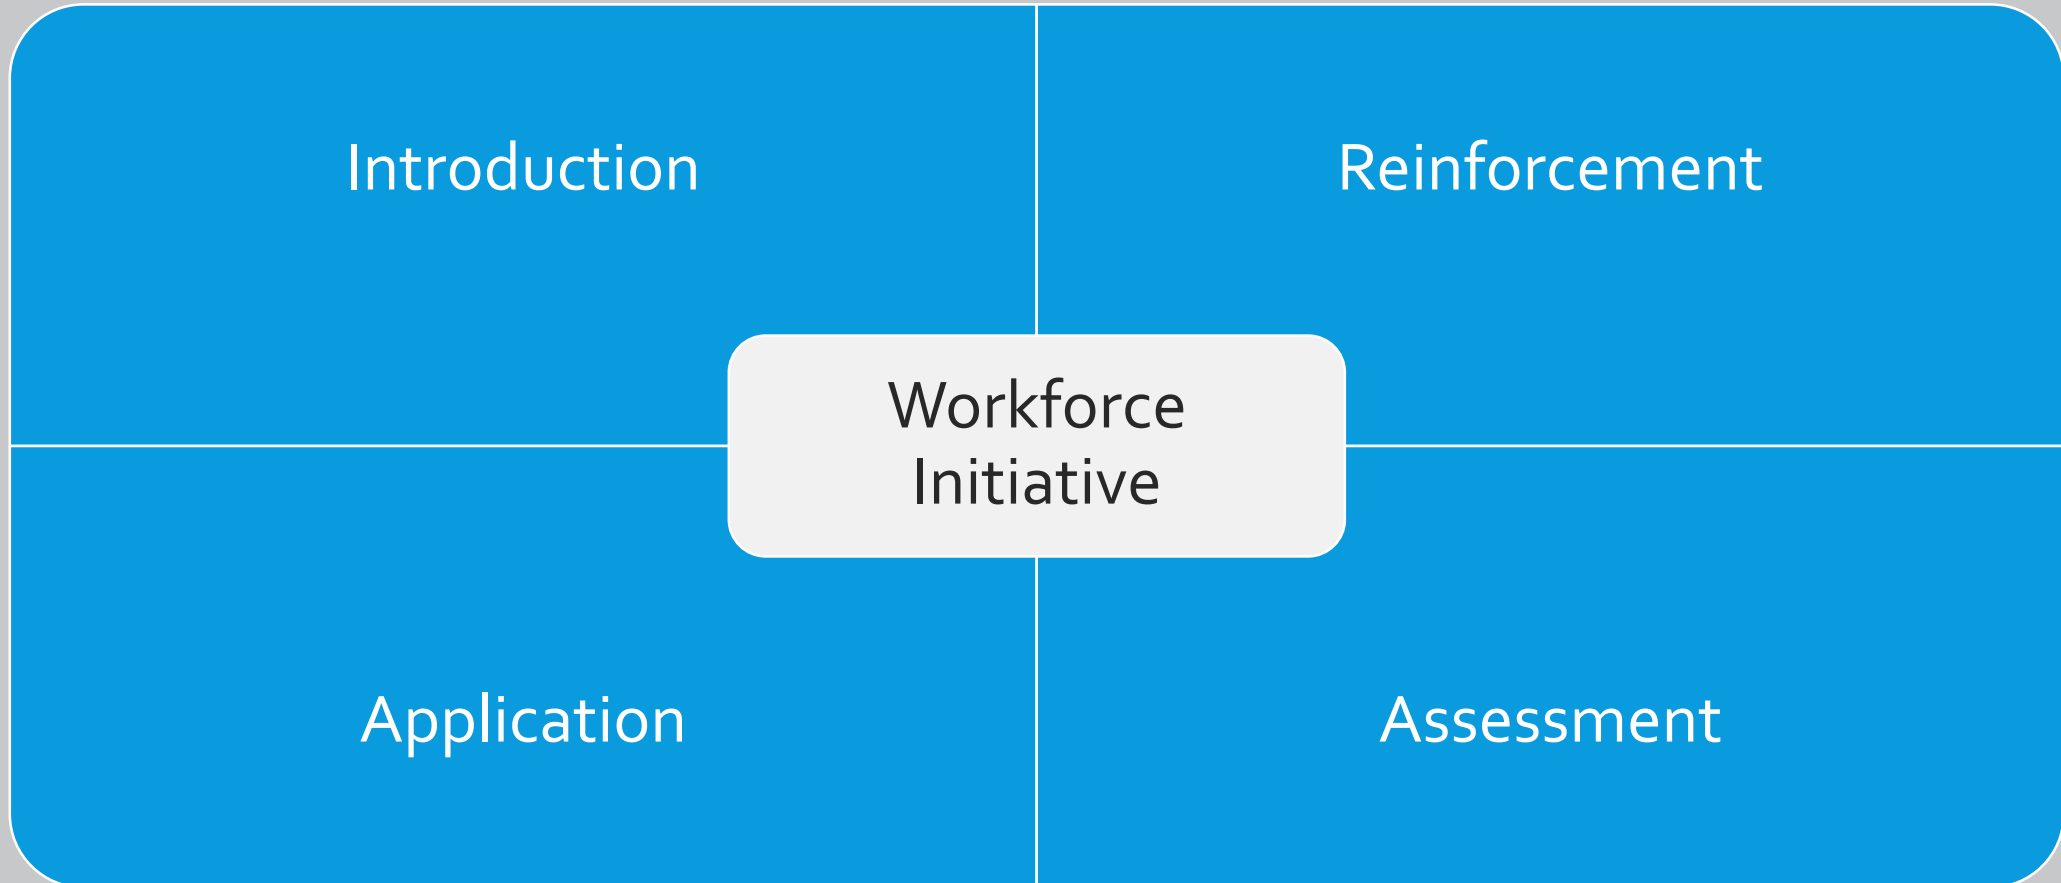 Introduction
Reinforcement
Workforce
Initiative
Application
Assessment